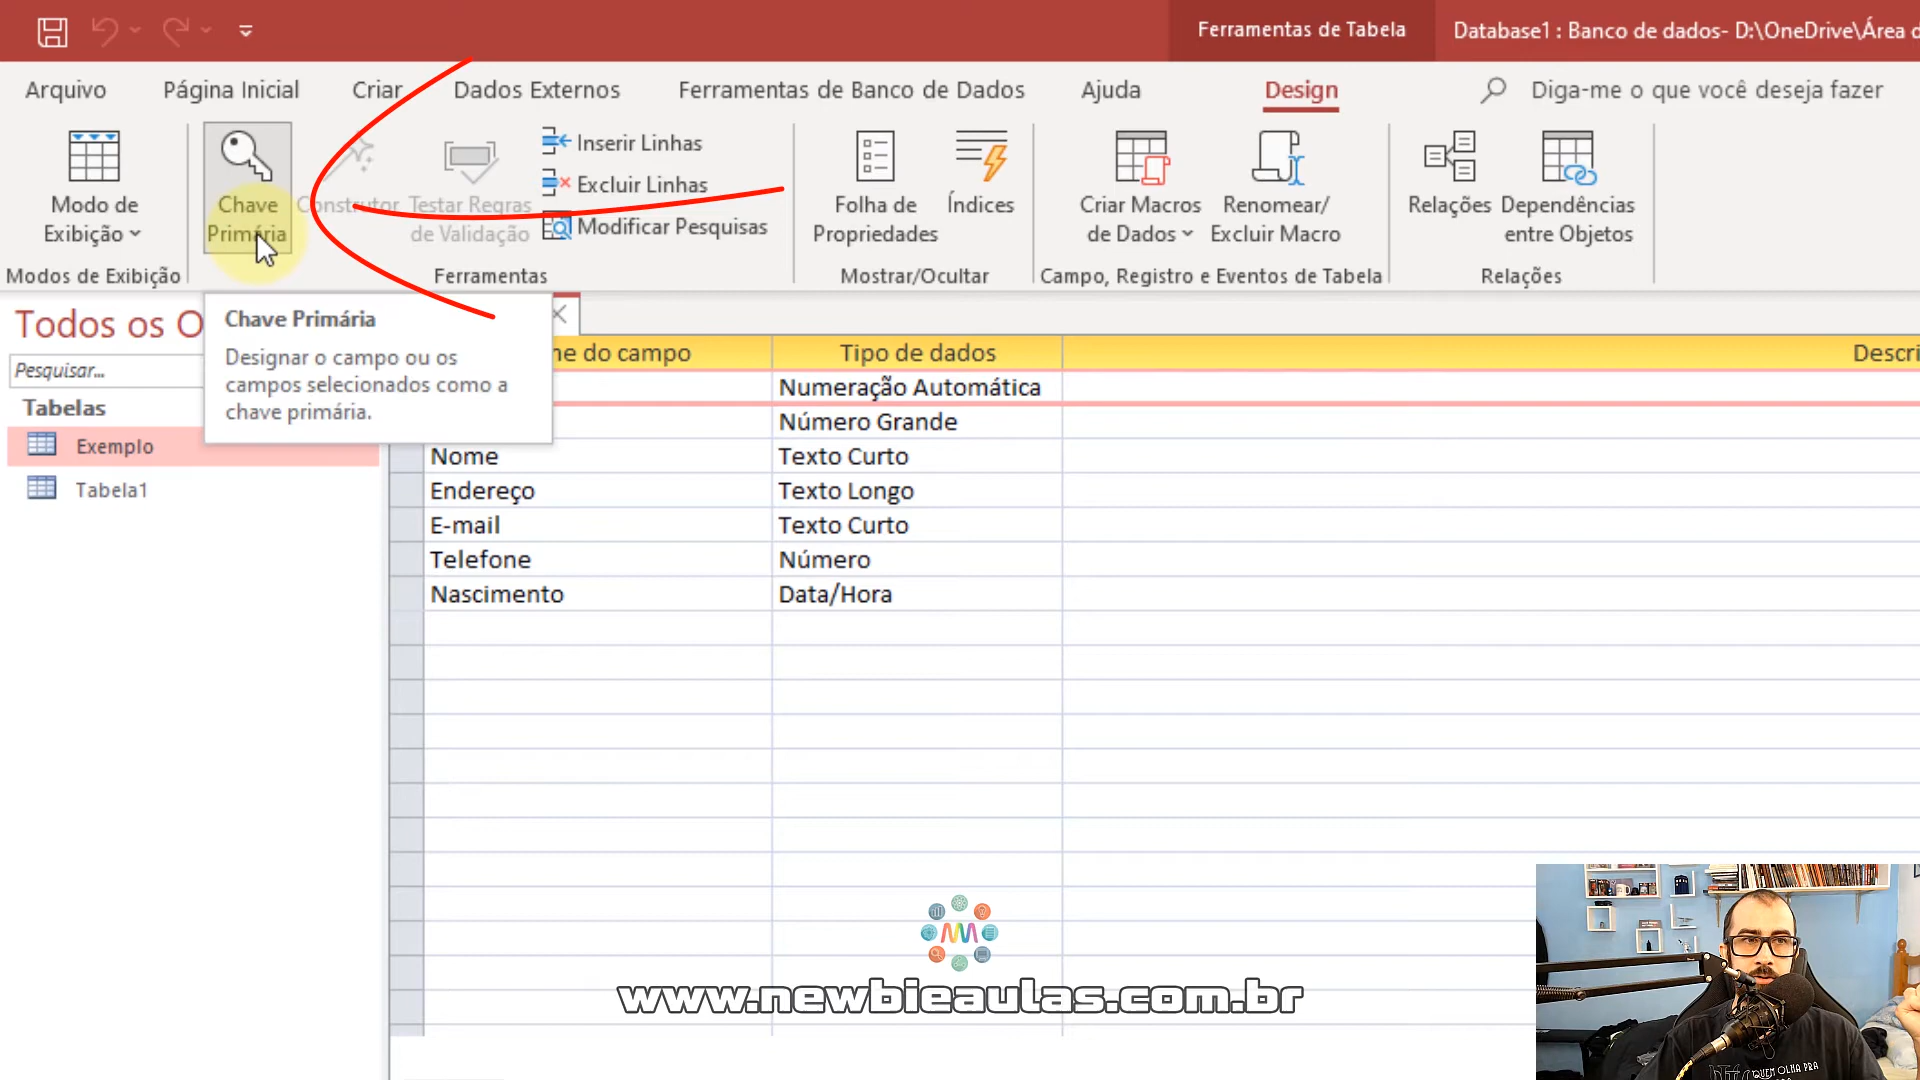 Ferramentas de Tabela
Database1 : Banco de dados- D:\OneDrive\Área d
Arquivo
Página Inicial
Criar
Dados Externos
Ferramentas de Banco de Dados
Ajuda
Design
Diga-me o que você deseja fazer
Modo de
Exibição
Chave
Primária
Construtor
Testar Regras
de Validação
Inserir Linhas
Excluir Linhas
Modificar Pesquisas
Folha de
Propriedades
Índices
Criar Macros
de Dados
Renomear/
Excluir Macro
Relações
Dependências
entre Objetos
Modos de Exibição
Ferramentas
Mostrar/Ocultar
Campo, Registro e Eventos de Tabela
Relações
Todos os O
Pesquisar...
Tabelas
Exemplo
Tabela1
Chave Primária
Designar o campo ou os
campos selecionados como a
chave primária.
ne do campo
Tipo de dados
Descri
Numeração Automática
Número Grande
Nome
Texto Curto
Endereço
Texto Longo
E-mail
Texto Curto
Telefone
Número
Nascimento
Data/Hora
www.newbieaulas.com.br
QUEM OLHA PRA